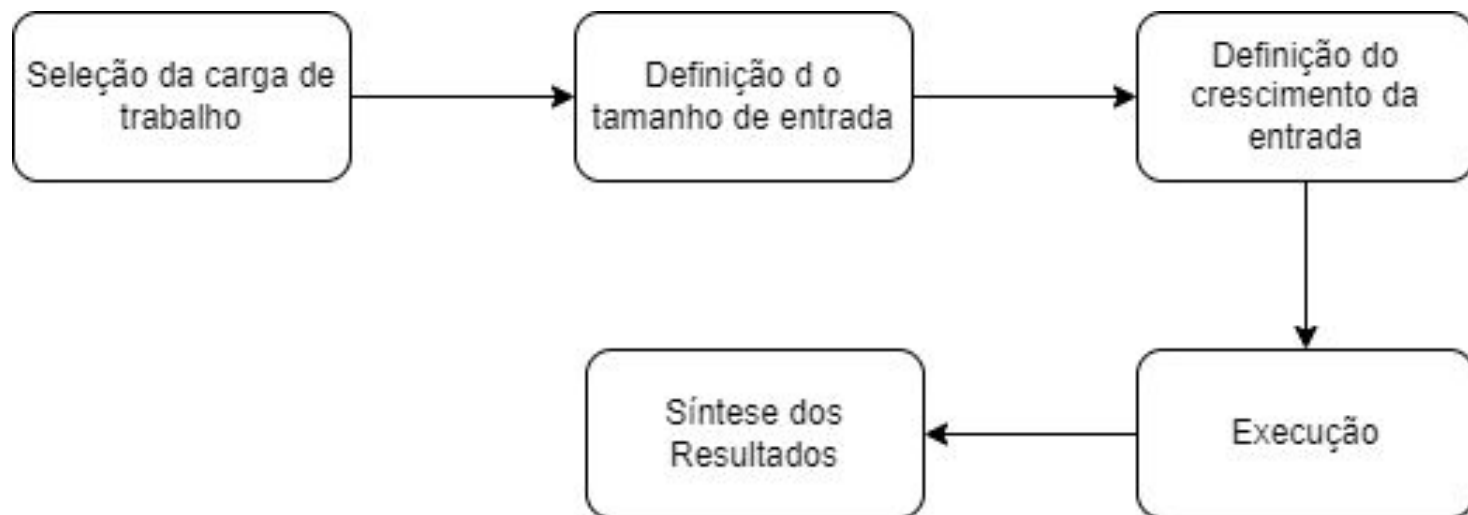 Seleção da carga de
trabalho
Definição d o
tamanho de entrada
Definição do
crescimento da
entrada
Execução
Síntese dos
Resultados